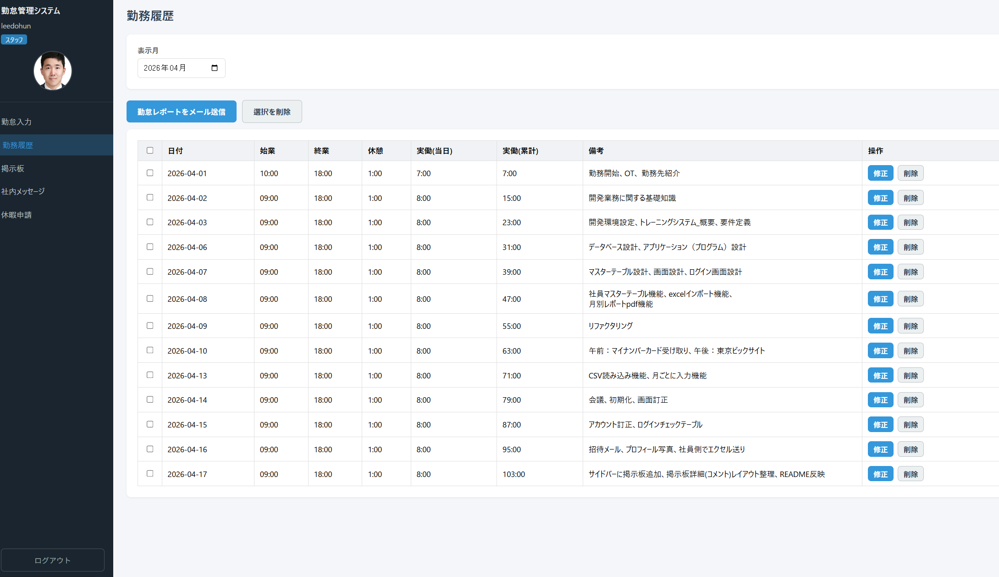 勤怠管理システム
leedohun
スタッフ
勤怠入力
勤務履歴
掲示板
社内メッセージ
休暇申請
ログアウト
勤務履歴
表示月
2026年04月
勤怠レポートをメール送信 選択を削除
日付 始業 終業 休憩 実働(当日) 実働(累計) 備考 操作
2026-04-01 10:00 18:00 1:00 7:00 7:00 勤務開始、OT、勤務先紹介 修正 削除
2026-04-02 09:00 18:00 1:00 8:00 15:00 開発業務に関する基礎知識 修正 削除
2026-04-03 09:00 18:00 1:00 8:00 23:00 開発環境設定、トレーニングシステム_概要、要件定義 修正 削除
2026-04-06 09:00 18:00 1:00 8:00 31:00 データベース設計、アプリケーション（プログラム）設計 修正 削除
2026-04-07 09:00 18:00 1:00 8:00 39:00 マスターテーブル設計、画面設計、ログイン画面設計 修正 削除
2026-04-08 09:00 18:00 1:00 8:00 47:00 社員マスターテーブル機能、excelインポート機能、
月別レポートpdf機能 修正 削除
2026-04-09 09:00 18:00 1:00 8:00 55:00 リファクタリング 修正 削除
2026-04-10 09:00 18:00 1:00 8:00 63:00 午前：マイナンバーカード受け取り、午後：東京ビックサイト 修正 削除
2026-04-13 09:00 18:00 1:00 8:00 71:00 CSV読み込み機能、月ごとに入力機能 修正 削除
2026-04-14 09:00 18:00 1:00 8:00 79:00 会議、初期化、画面訂正 修正 削除
2026-04-15 09:00 18:00 1:00 8:00 87:00 アカウント訂正、ログインチェックテーブル 修正 削除
2026-04-16 09:00 18:00 1:00 8:00 95:00 招待メール、プロフィール写真、社員側でエクセル送り 修正 削除
2026-04-17 09:00 18:00 1:00 8:00 103:00 サイドバーに掲示板追加、掲示板詳細(コメント)レイアウト整理、README反映 修正 削除